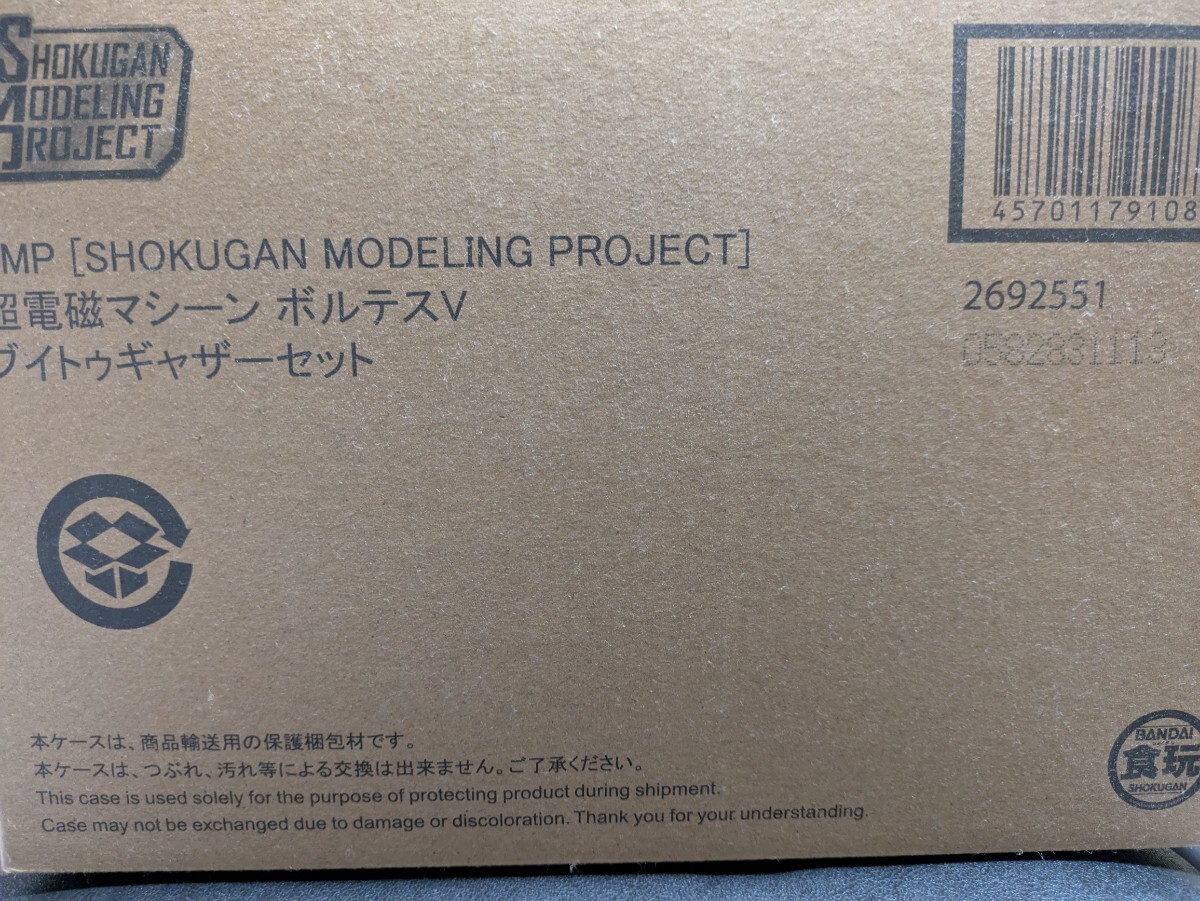 SHOKUGAN
MODELING
PROJECT
SMP [SHOKUGAN MODELING PROJECT]
超電磁マシーン ボルテスV
ブイトゥギャザーセット
45701179108
2692551
0582831113
本ケースは、商品輸送用の保護梱包材です。
本ケースは、つぶれ、汚れ等による交換は出来ません。ご了承ください。
This case is used solely for the purpose of protecting product during shipment.
Case may not be exchanged due to damage or discoloration. Thank you for your understanding.
BANDAI
食玩
SHOKUGAN